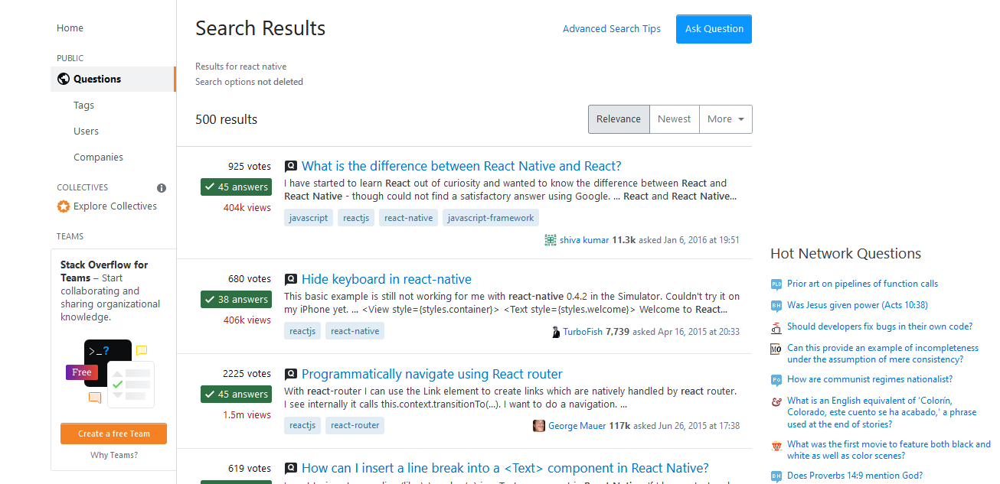 Home
PUBLIC
Questions
Tags
Users
Companies
COLLECTIVES
Explore Collectives
TEAMS
Stack Overflow for
Teams – Start
collaborating and
sharing organizational
knowledge.
>_?
Free
Create a free Team
Why Teams?
Search Results
Advanced Search Tips
Ask Question
Results for react native
Search options not deleted
500 results
Relevance
Newest
More
925 votes
45 answers
404k views
What is the difference between React Native and React?
I have started to learn React out of curiosity and wanted to know the difference between React and
React Native - though could not find a satisfactory answer using Google. ... React and React Native...
javascript reactjs react-native javascript-framework
shiva kumar 11.3k asked Jan 6, 2016 at 19:51
680 votes
38 answers
406k views
Hide keyboard in react-native
This basic example is still not working for me with react-native 0.4.2 in the Simulator. Couldn't try it on
my iPhone yet. ... <View style={styles.container}> <Text style={styles.welcome}> Welcome to React...
reactjs react-native
TurboFish 7,739 asked Apr 16, 2015 at 20:33
2225 votes
45 answers
1.5m views
Programmatically navigate using React router
With react-router I can use the Link element to create links which are natively handled by react router.
I see internally it calls this.context.transitionTo(...). I want to do a navigation. ...
reactjs react-router
George Mauer 117k asked Jun 26, 2015 at 17:38
619 votes
How can I insert a line break into a <Text> component in React Native?
Hot Network Questions
Prior art on pipelines of function calls
Was Jesus given power (Acts 10:38)
Should developers fix bugs in their own code?
Can this provide an example of incompleteness
under the assumption of mere consistency?
How are communist regimes nationalist?
What is an English equivalent of 'Colorín,
Colorado, este cuento se ha acabado,' a phrase
used at the end of stories?
What was the first movie to feature both black and
white as well as color scenes?
Does Proverbs 14:9 mention God?